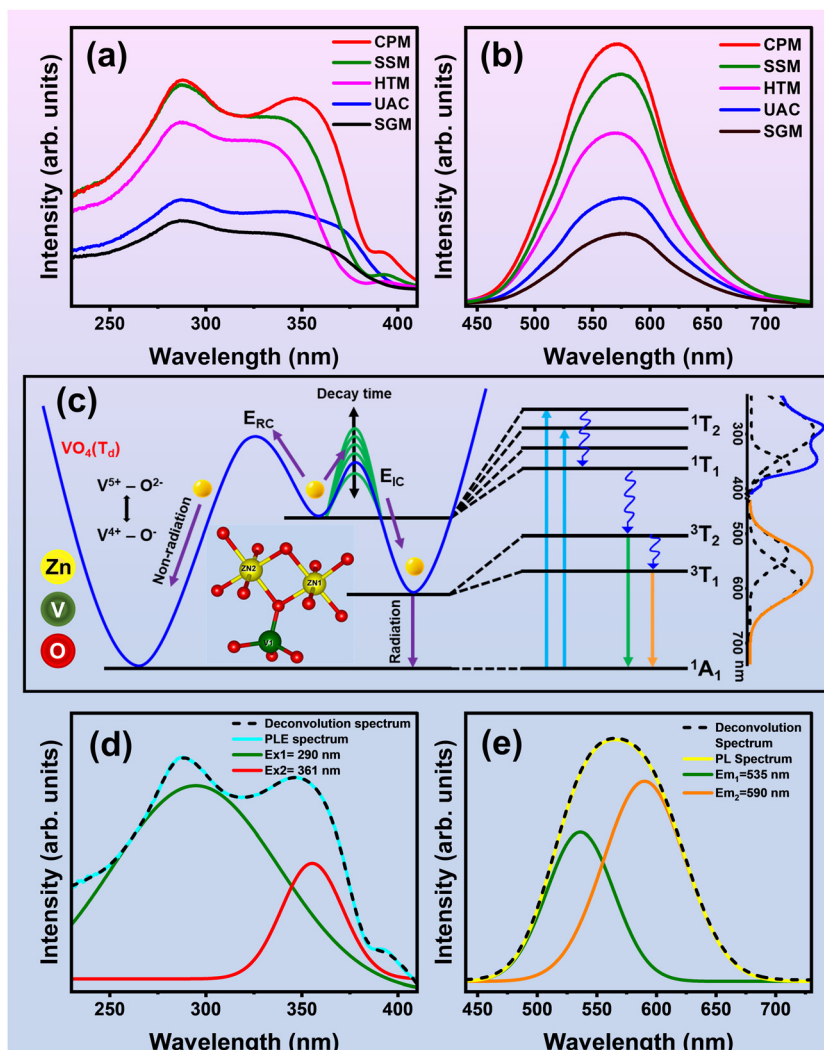 (a)
CPM
SSM
HTM
UAC
SGM
Intensity (arb. units)
250 300 350 400
Wavelength (nm)
(b)
CPM
SSM
HTM
UAC
SGM
Intensity (arb. units)
450 500 550 600 650 700
Wavelength (nm)
(c)
Decay time
E_RC
E_IC
VO₄(T_d)
V⁵⁺ – O²⁻
V⁴⁺ – O⁻
Non-radiation
Radiation
Zn
V
O
ZN2
ZN1
V1
¹T₂
¹T₁
³T₂
³T₁
¹A₁
300
400
500
600
700 nm
(d)
Deconvolution spectrum
PLE spectrum
Ex1= 290 nm
Ex2= 361 nm
Intensity (arb. units)
250 300 350 400
Wavelength (nm)
(e)
Deconvolution
Spectrum
PL Spectrum
Em₁=535 nm
Em₂=590 nm
Intensity (arb. units)
450 500 550 600 650 700
Wavelength (nm)